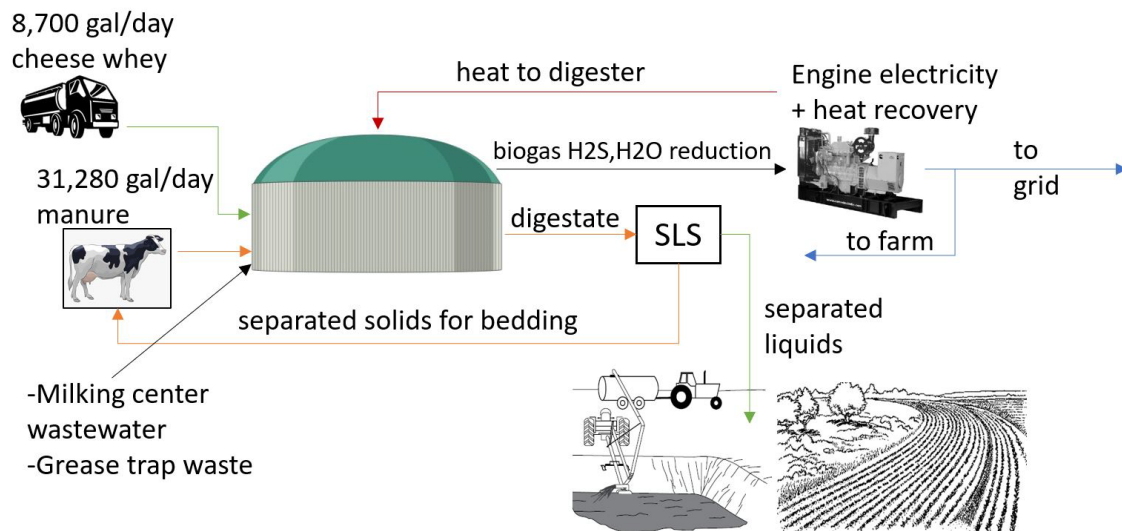 8,700 gal/day
cheese whey
heat to digester
Engine electricity
+ heat recovery
biogas H2S,H2O reduction
to
grid
31,280 gal/day
manure
digestate
SLS
to farm
separated solids for bedding
separated
liquids
-Milking center
wastewater
-Grease trap waste